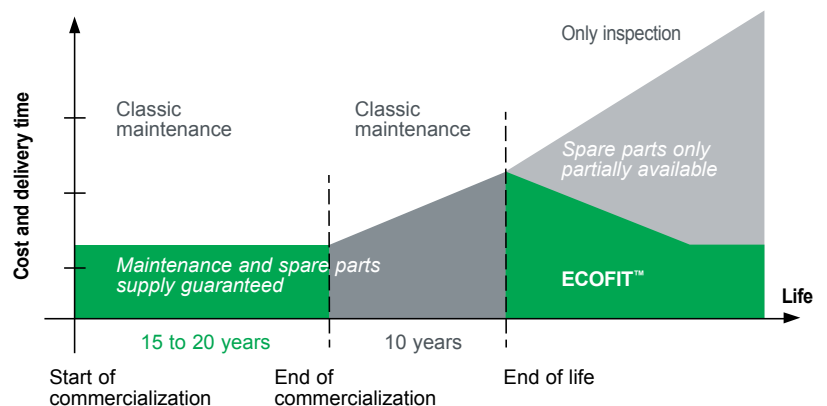 Only inspection
Classic
maintenance
Classic
maintenance
Cost and delivery time
Spare parts only
partially available
Maintenance and spare parts
supply guaranteed
ECOFIT™
Life
15 to 20 years
10 years
Start of
commercialization
End of
commercialization
End of life